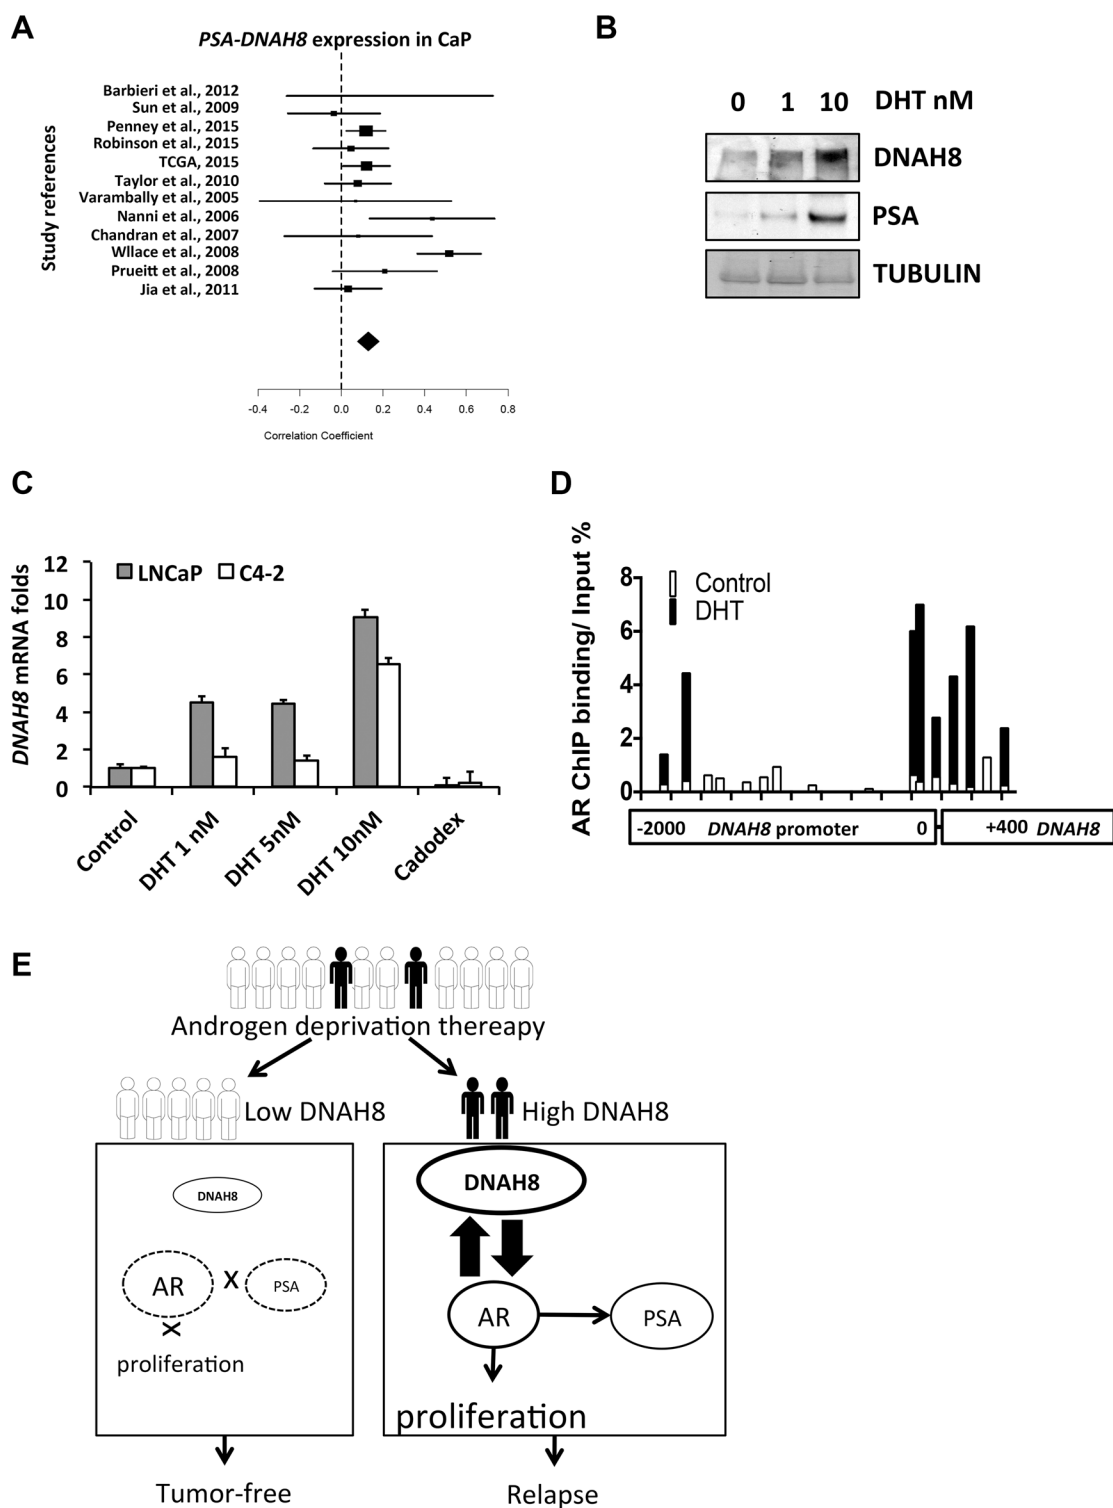 A
PSA-DNAH8 expression in CaP
Study references
Barbieri et al., 2012
Sun et al., 2009
Penney et al., 2015
Robinson et al., 2015
TCGA, 2015
Taylor et al., 2010
Varambally et al., 2005
Nanni et al., 2006
Chandran et al., 2007
Wllace et al., 2008
Prueitt et al., 2008
Jia et al., 2011
-0.4 -0.2 0.0 0.2 0.4 0.6 0.8
Correlation Coefficient
B
0 1 10 DHT nM
DNAH8
PSA
TUBULIN
C
DNAH8 mRNA folds
12
10
8
6
4
2
0
LNCaP C4-2
Control
DHT 1 nM
DHT 5nM
DHT 10nM
Cadodex
D
AR ChIP binding/ Input %
8
6
4
2
0
Control
DHT
-2000 DNAH8 promoter 0 +400 DNAH8
E
Androgen deprivation thereapy
Low DNAH8
High DNAH8
DNAH8
AR X PSA
X
proliferation
Tumor-free
DNAH8
AR
PSA
proliferation
Relapse